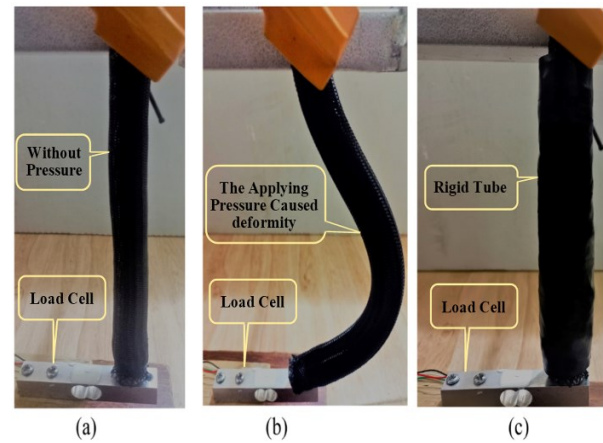 Without
Pressure
Load Cell
(a)
The Applying
Pressure Caused
deformity
Load Cell
(b)
Rigid Tube
Load Cell
(c)